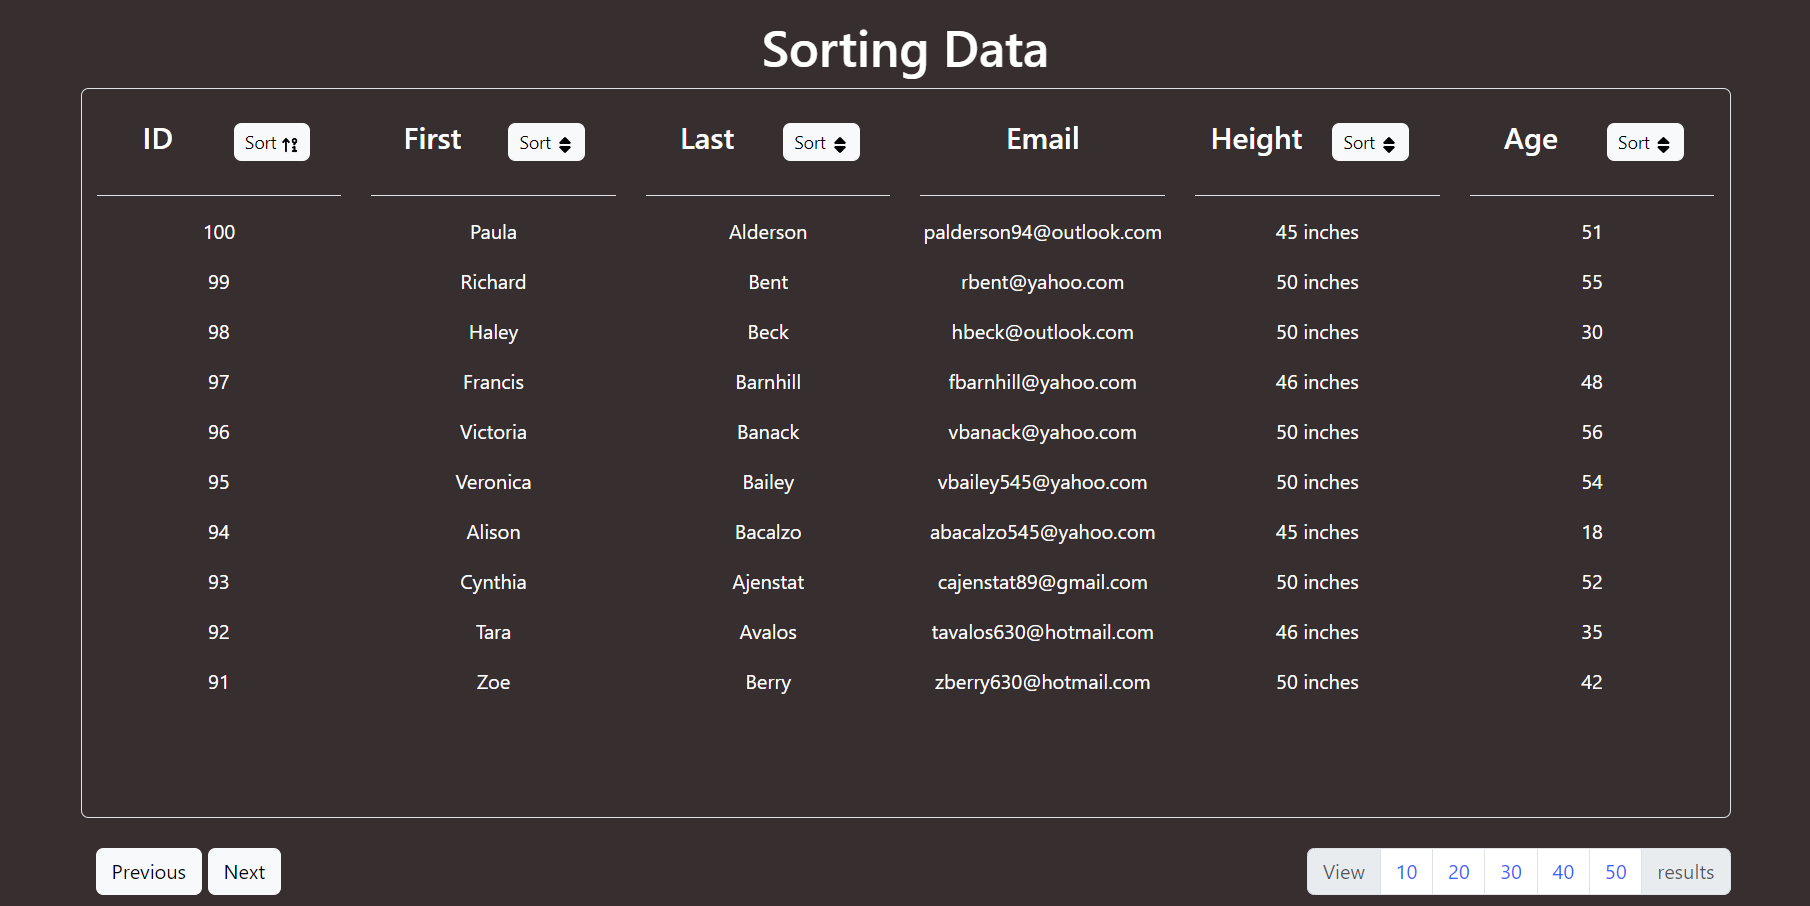 Sorting Data
ID Sort First Sort Last Sort Email Height Sort Age Sort
100 Paula Alderson palderson94@outlook.com 45 inches 51
99 Richard Bent rbent@yahoo.com 50 inches 55
98 Haley Beck hbeck@outlook.com 50 inches 30
97 Francis Barnhill fbarnhill@yahoo.com 46 inches 48
96 Victoria Banack vbanack@yahoo.com 50 inches 56
95 Veronica Bailey vbailey545@yahoo.com 50 inches 54
94 Alison Bacalzo abacalzo545@yahoo.com 45 inches 18
93 Cynthia Ajenstat cajenstat89@gmail.com 50 inches 52
92 Tara Avalos tavalos630@hotmail.com 46 inches 35
91 Zoe Berry zberry630@hotmail.com 50 inches 42
Previous Next View 10 20 30 40 50 results